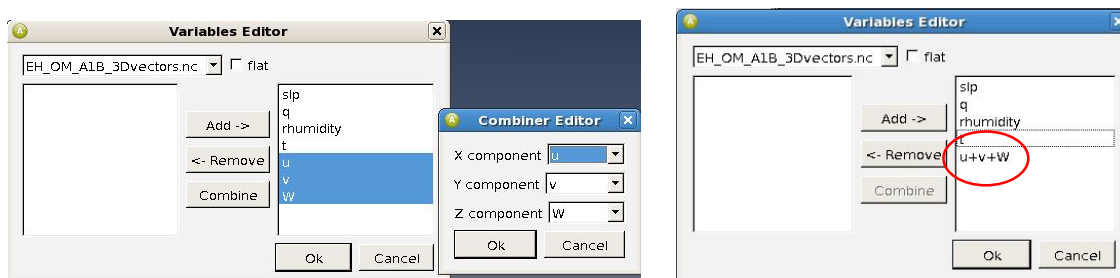 Variables Editor
EH_OM_A1B_3Dvectors.nc flat
slp
q
rhumidity
t
u
v
W
Add ->
<- Remove
Combine
Ok Cancel
Combiner Editor
X component u
Y component v
Z component W
Ok Cancel
Variables Editor
EH_OM_A1B_3Dvectors.nc flat
slp
q
rhumidity
t
u+v+W
Add ->
<- Remove
Combine
Ok Cancel